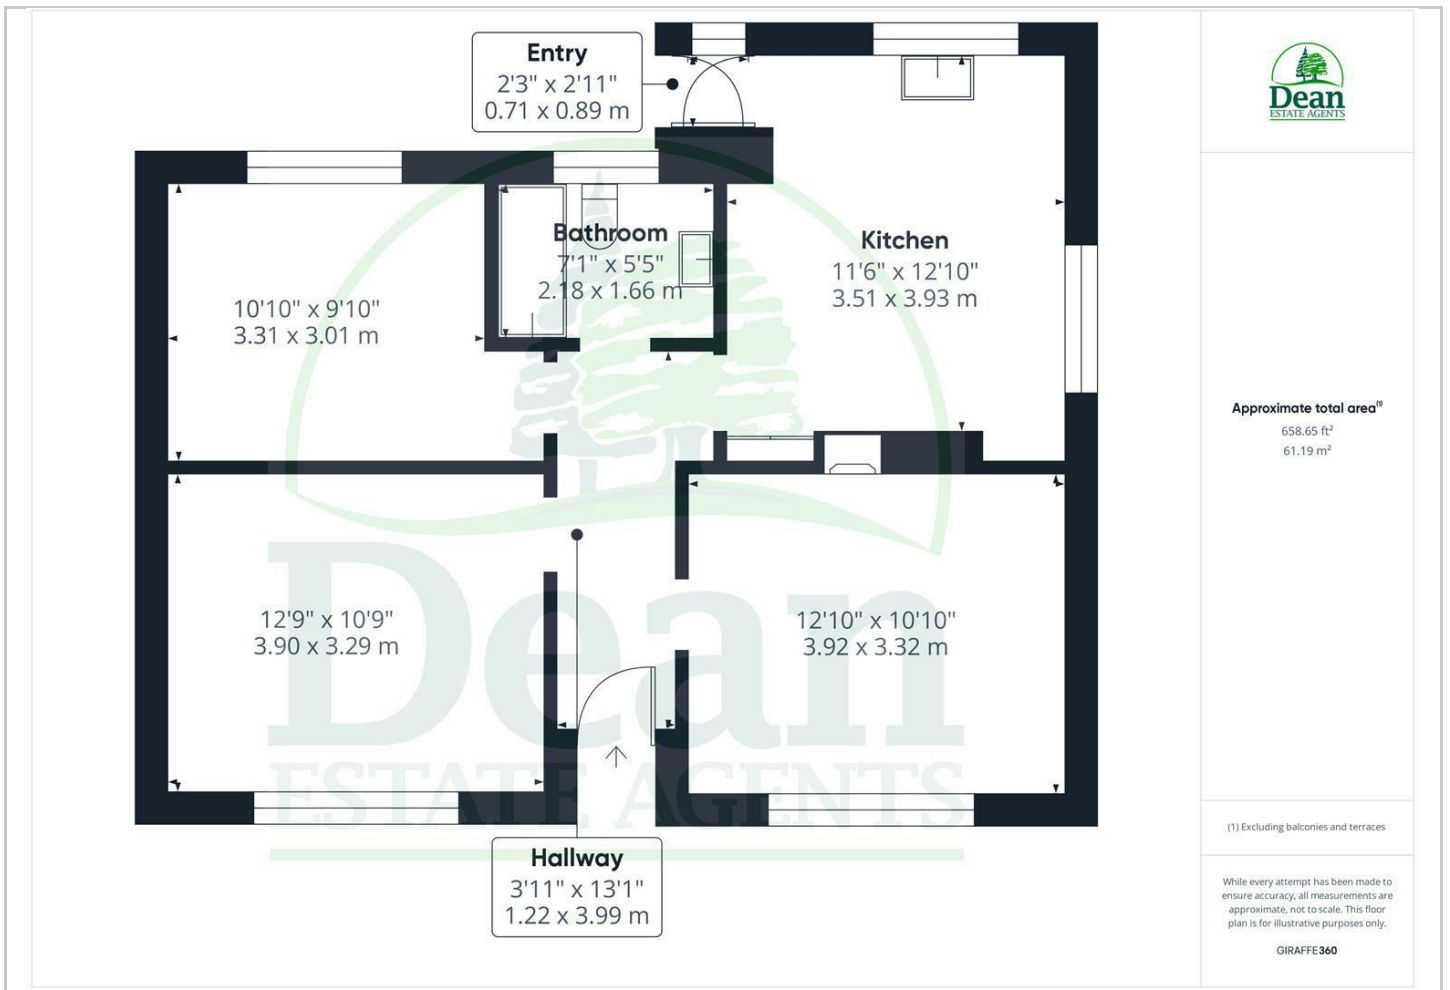 Entry
2'3" x 2'11"
0.71 x 0.89 m
Bathroom
7'1" x 5'5"
2.18 x 1.66 m
Kitchen
11'6" x 12'10"
3.51 x 3.93 m
10'10" x 9'10"
3.31 x 3.01 m
12'9" x 10'9"
3.90 x 3.29 m
12'10" x 10'10"
3.92 x 3.32 m
Hallway
3'11" x 13'1"
1.22 x 3.99 m
Dean
ESTATE AGENTS
Dean
ESTATE AGENTS
Approximate total area⁽¹⁾
658.65 ft²
61.19 m²
(1) Excluding balconies and terraces
While every attempt has been made to
ensure accuracy, all measurements are
approximate, not to scale. This floor
plan is for illustrative purposes only.
GIRAFFE360